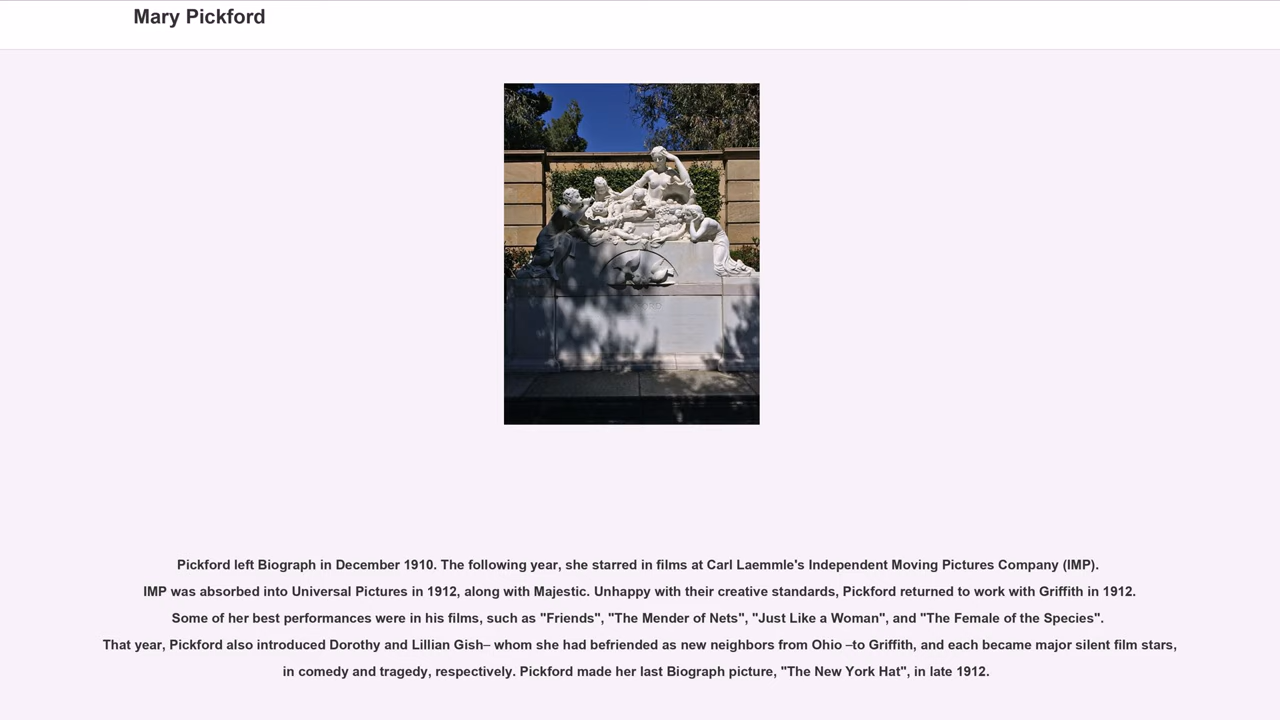 Mary Pickford
Pickford left Biograph in December 1910. The following year, she starred in films at Carl Laemmle's Independent Moving Pictures Company (IMP).
IMP was absorbed into Universal Pictures in 1912, along with Majestic. Unhappy with their creative standards, Pickford returned to work with Griffith in 1912.
Some of her best performances were in his films, such as "Friends", "The Mender of Nets", "Just Like a Woman", and "The Female of the Species".
That year, Pickford also introduced Dorothy and Lillian Gish– whom she had befriended as new neighbors from Ohio –to Griffith, and each became major silent film stars,
in comedy and tragedy, respectively. Pickford made her last Biograph picture, "The New York Hat", in late 1912.